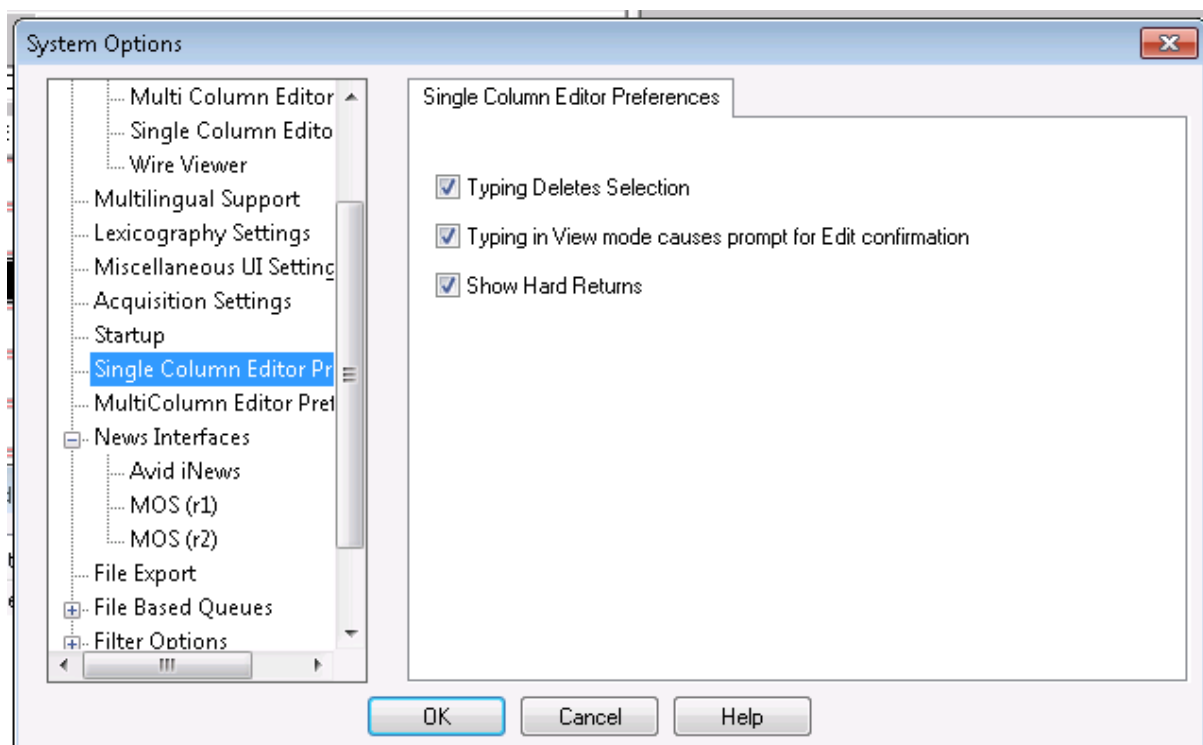 System Options
Multi Column Editor
Single Column Edito
Wire Viewer
Multilingual Support
Lexicography Settings
Miscellaneous UI Setting
Acquisition Settings
Startup
Single Column Editor Pr
MultiColumn Editor Pref
News Interfaces
Avid iNews
MOS (r1)
MOS (r2)
File Export
File Based Queues
Filter Options
Single Column Editor Preferences
Typing Deletes Selection
Typing in View mode causes prompt for Edit confirmation
Show Hard Returns
OK
Cancel
Help